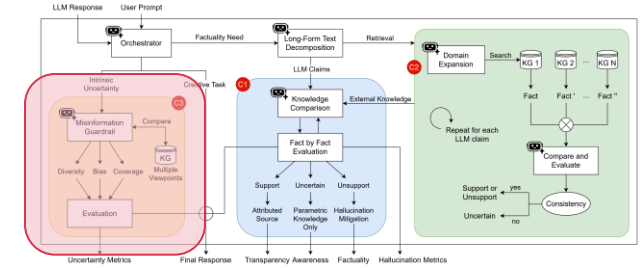 LLM Response
User Prompt
Orchestrator
Factuality Need
Long-Form Text
Decomposition
Retrieval
C2
Domain
Expansion
Search
KG 1
KG 2
...
KG N
Intrinsic
Uncertainty
Creative Task
LLM Claims
C3
C1
Misinformation
Guardrail
Compare
KG
Multiple
Viewpoints
Knowledge
Comparison
External Knowledge
Fact
Fact '
...
Fact "
Repeat for each
LLM claim
Diversity
Bias
Coverage
Fact by Fact
Evaluation
Compare and
Evaluate
Support
Uncertain
Unsupport
Support or
Unsupport
yes
Consistency
Uncertain
no
Evaluation
Attributed
Source
Parametric
Knowledge
Only
Hallucination
Mitigation
Uncertainty Metrics
Final Response
Transparency
Awareness
Factuality
Hallucination Metrics